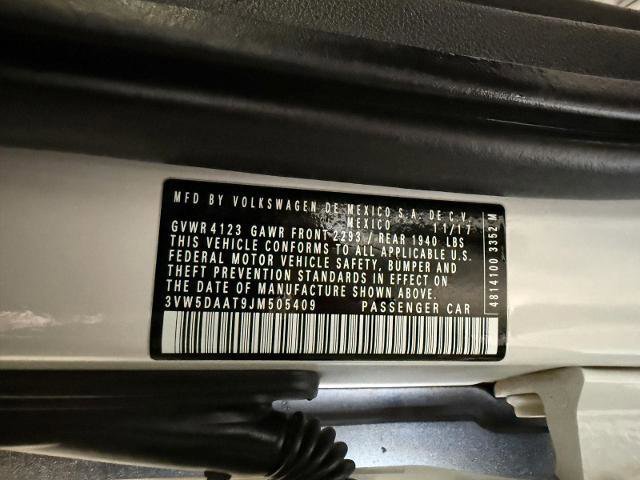 MFD BY VOLKSWAGEN DE MEXICO S.A. DE C.V.
MEXICO 11/17
GVWR 4123 GAWR FRONT 2293 / REAR 1940 LBS
THIS VEHICLE CONFORMS TO ALL APPLICABLE U.S.
FEDERAL MOTOR VEHICLE SAFETY, BUMPER AND
THEFT PREVENTION STANDARDS IN EFFECT ON
THE DATE OF MANUFACTURE SHOWN ABOVE.
3VW5DAAT9JM505409 PASSENGER CAR
4814100 3352 M